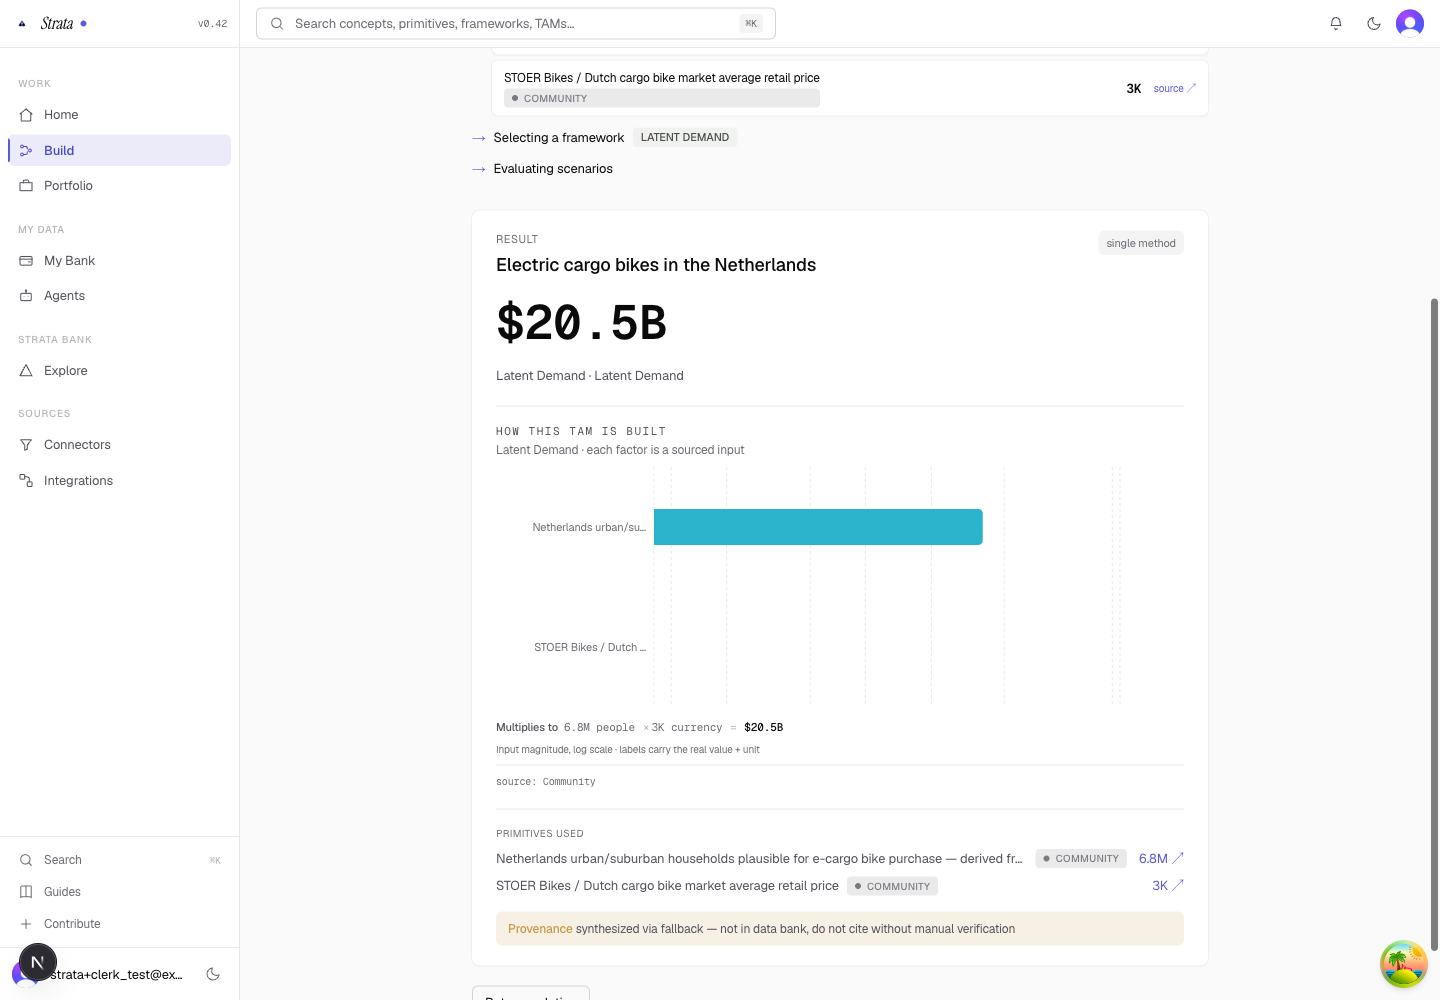 Strata
v0.42
Search concepts, primitives, frameworks, TAMs...
⌘K
WORK
Home
Build
Portfolio
MY DATA
My Bank
Agents
STRATA BANK
Explore
SOURCES
Connectors
Integrations
Search
⌘K
Guides
Contribute
N
strata+clerk_test@ex...
STOER Bikes / Dutch cargo bike market average retail price
COMMUNITY
3K source ↗
→ Selecting a framework LATENT DEMAND
→ Evaluating scenarios
RESULT
single method
Electric cargo bikes in the Netherlands
$20.5B
Latent Demand · Latent Demand
HOW THIS TAM IS BUILT
Latent Demand · each factor is a sourced input
Netherlands urban/su...
STOER Bikes / Dutch ...
Multiplies to 6.8M people × 3K currency = $20.5B
Input magnitude, log scale · labels carry the real value + unit
source: Community
PRIMITIVES USED
Netherlands urban/suburban households plausible for e-cargo bike purchase — derived fr... COMMUNITY 6.8M ↗
STOER Bikes / Dutch cargo bike market average retail price COMMUNITY 3K ↗
Provenance synthesized via fallback — not in data bank, do not cite without manual verification